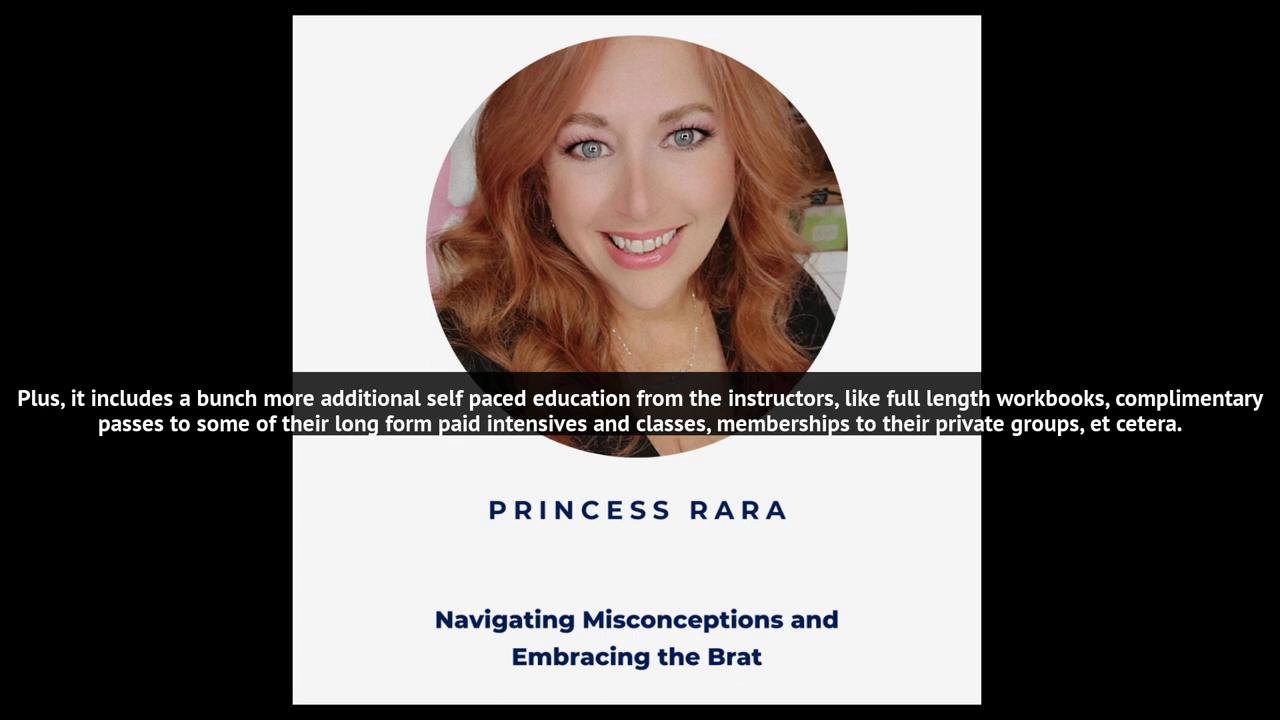 Plus, it includes a bunch more additional self paced education from the instructors, like full length workbooks, complimentary
passes to some of their long form paid intensives and classes, memberships to their private groups, et cetera.
PRINCESS RARA
Navigating Misconceptions and
Embracing the Brat